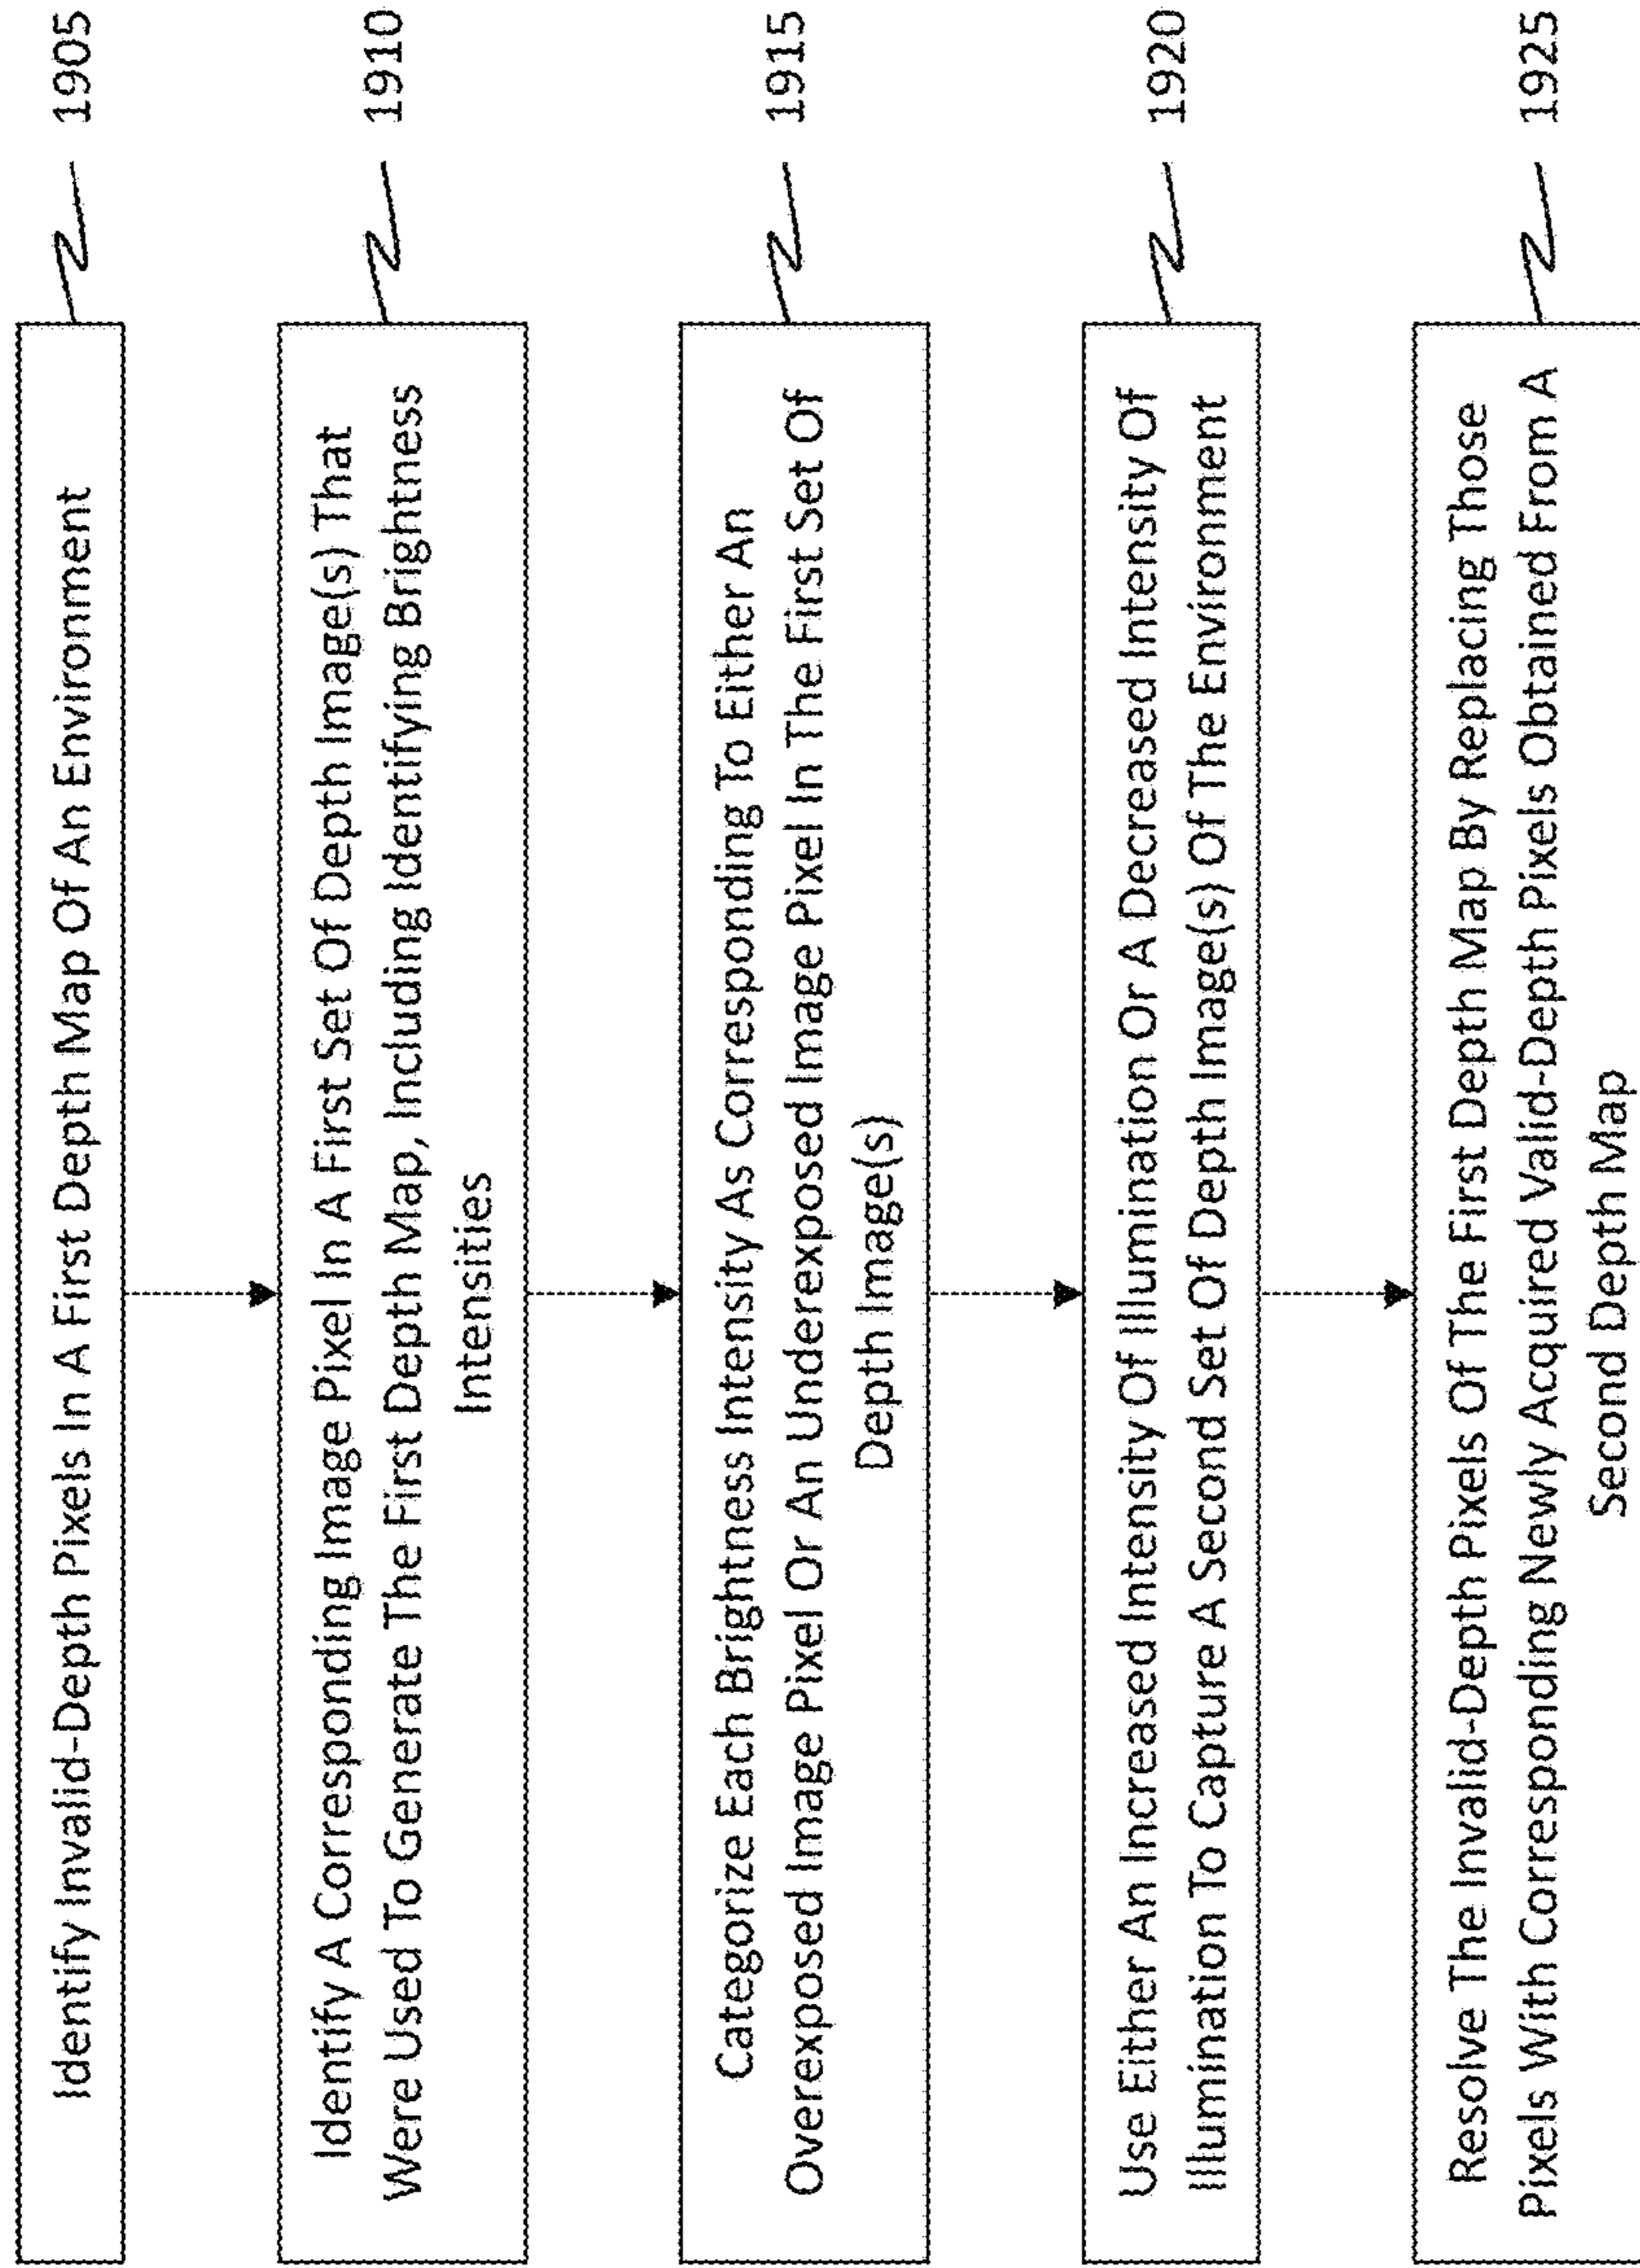 Identify Invalid-Depth Pixels In A First Depth Map Of An Environment
1905
Identify A Corresponding Image Pixel In A First Set Of Depth Image(s) That
Were Used To Generate The First Depth Map, Including Identifying Brightness
Intensities
1910
Categorize Each Brightness Intensity As Corresponding To Either An
Overexposed Image Pixel Or An Underexposed Image Pixel In The First Set Of
Depth Image(s)
1915
Use Either An Increased Intensity Of Illumination Or A Decreased Intensity Of
Illumination To Capture A Second Set Of Depth Image(s) Of The Environment
1920
Resolve The Invalid-Depth Pixels Of The First Depth Map By Replacing Those
Pixels With Corresponding Newly Acquired Valid-Depth Pixels Obtained From A
Second Depth Map
1925